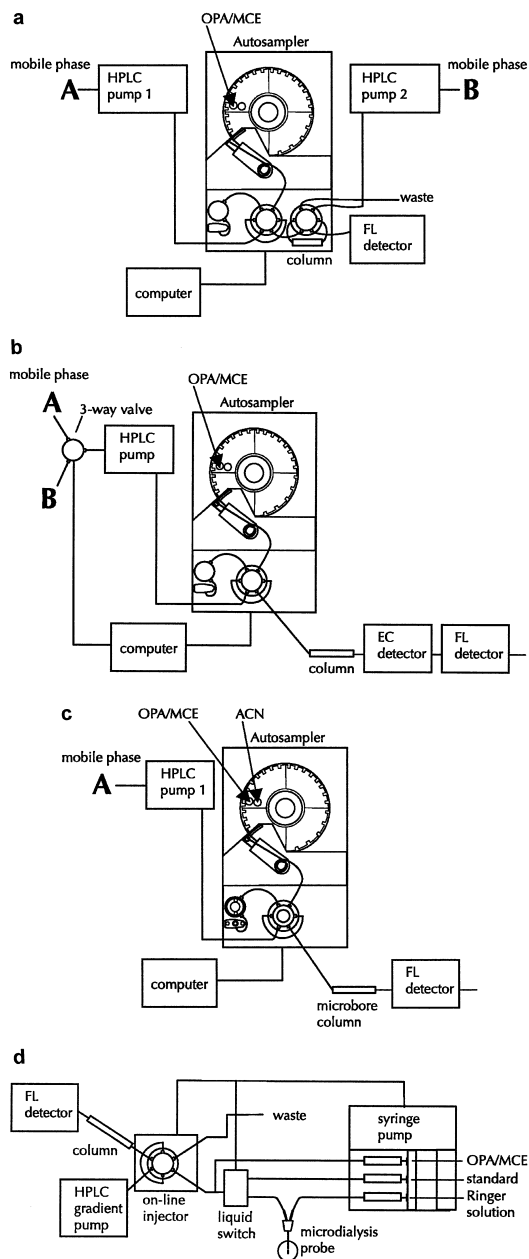 a
OPA/MCE
Autosampler
mobile phase
A
HPLC
pump 1
HPLC
pump 2
mobile phase
B
waste
FL
detector
column
computer
b
mobile phase
A
3-way valve
OPA/MCE
Autosampler
HPLC
pump
B
computer
column
EC
detector
FL
detector
c
OPA/MCE
ACN
Autosampler
mobile phase
A
HPLC
pump 1
computer
microbore
column
FL
detector
d
FL
detector
column
waste
syringe
pump
HPLC
gradient
pump
on-line
injector
liquid
switch
microdialysis
probe
OPA/MCE
standard
Ringer
solution